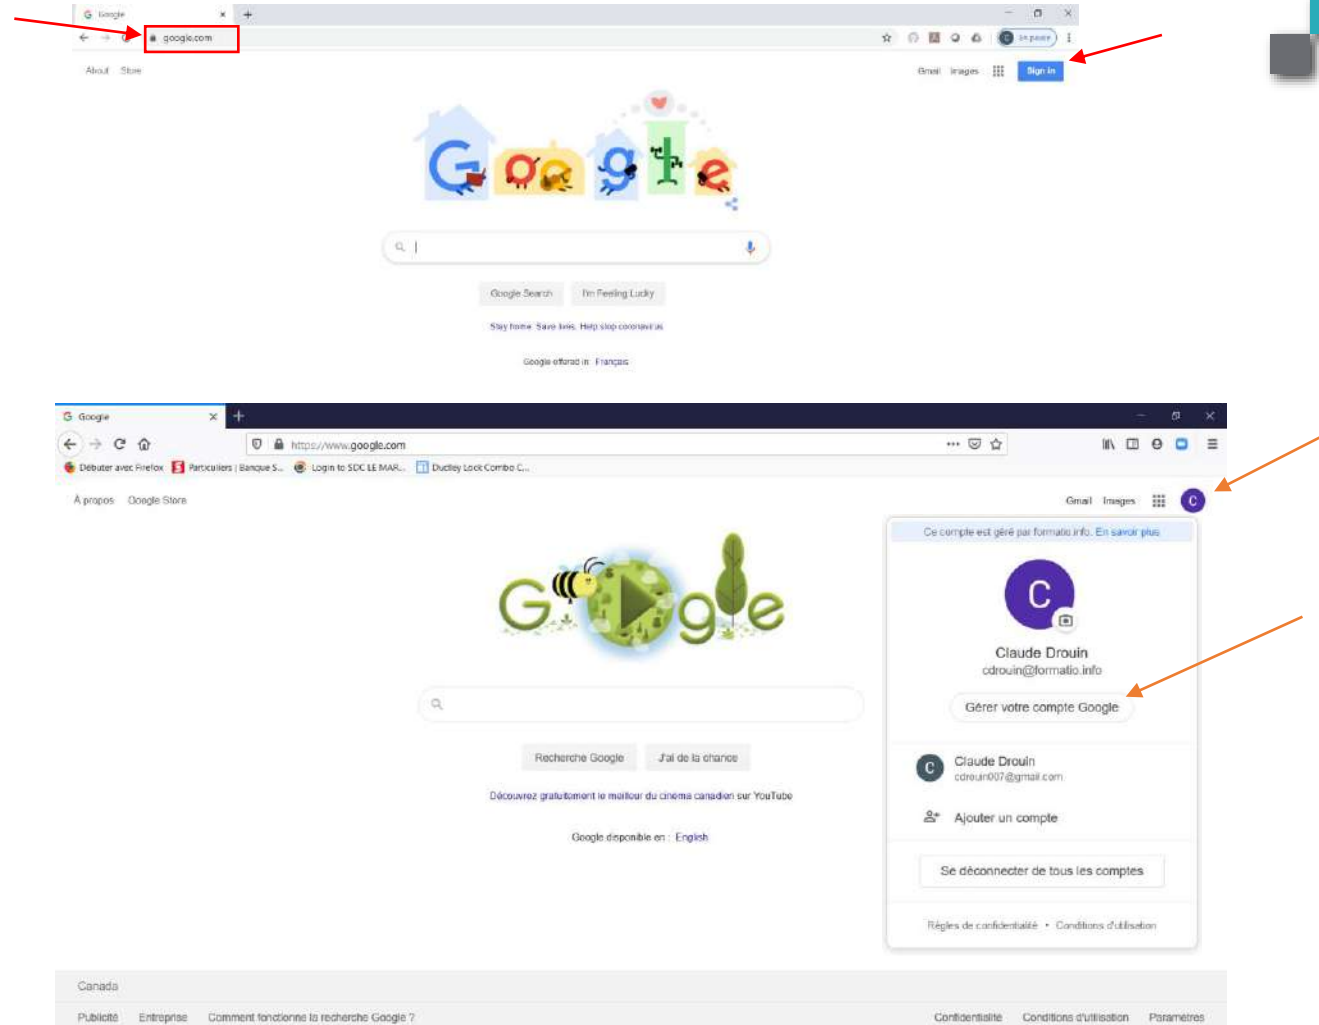 Google
google.com
En pause
About Store
Gmail Images Sign in
Google
Google Search I'm Feeling Lucky
Stay home. Save lives. Help stop coronavirus
Google offered in: Français
Google
https://www.google.com
Débuter avec Firefox Particuliers | Banque S... Login to SDC LE MAR... Dudley Lock Combo C...
À propos Google Store
Gmail Images C
Ce compte est géré par formatio.info. En savoir plus
Google
C
Claude Drouin
cdrouin@formatio.info
Gérer votre compte Google
Recherche Google J'ai de la chance
C Claude Drouin
cdrouin007@gmail.com
Découvrez gratuitement le meilleur du cinéma canadien sur YouTube
Ajouter un compte
Google disponible en : English
Se déconnecter de tous les comptes
Règles de confidentialité • Conditions d'utilisation
Canada
Publicité Entreprise Comment fonctionne la recherche Google ? Confidentialité Conditions d'utilisation Paramètres